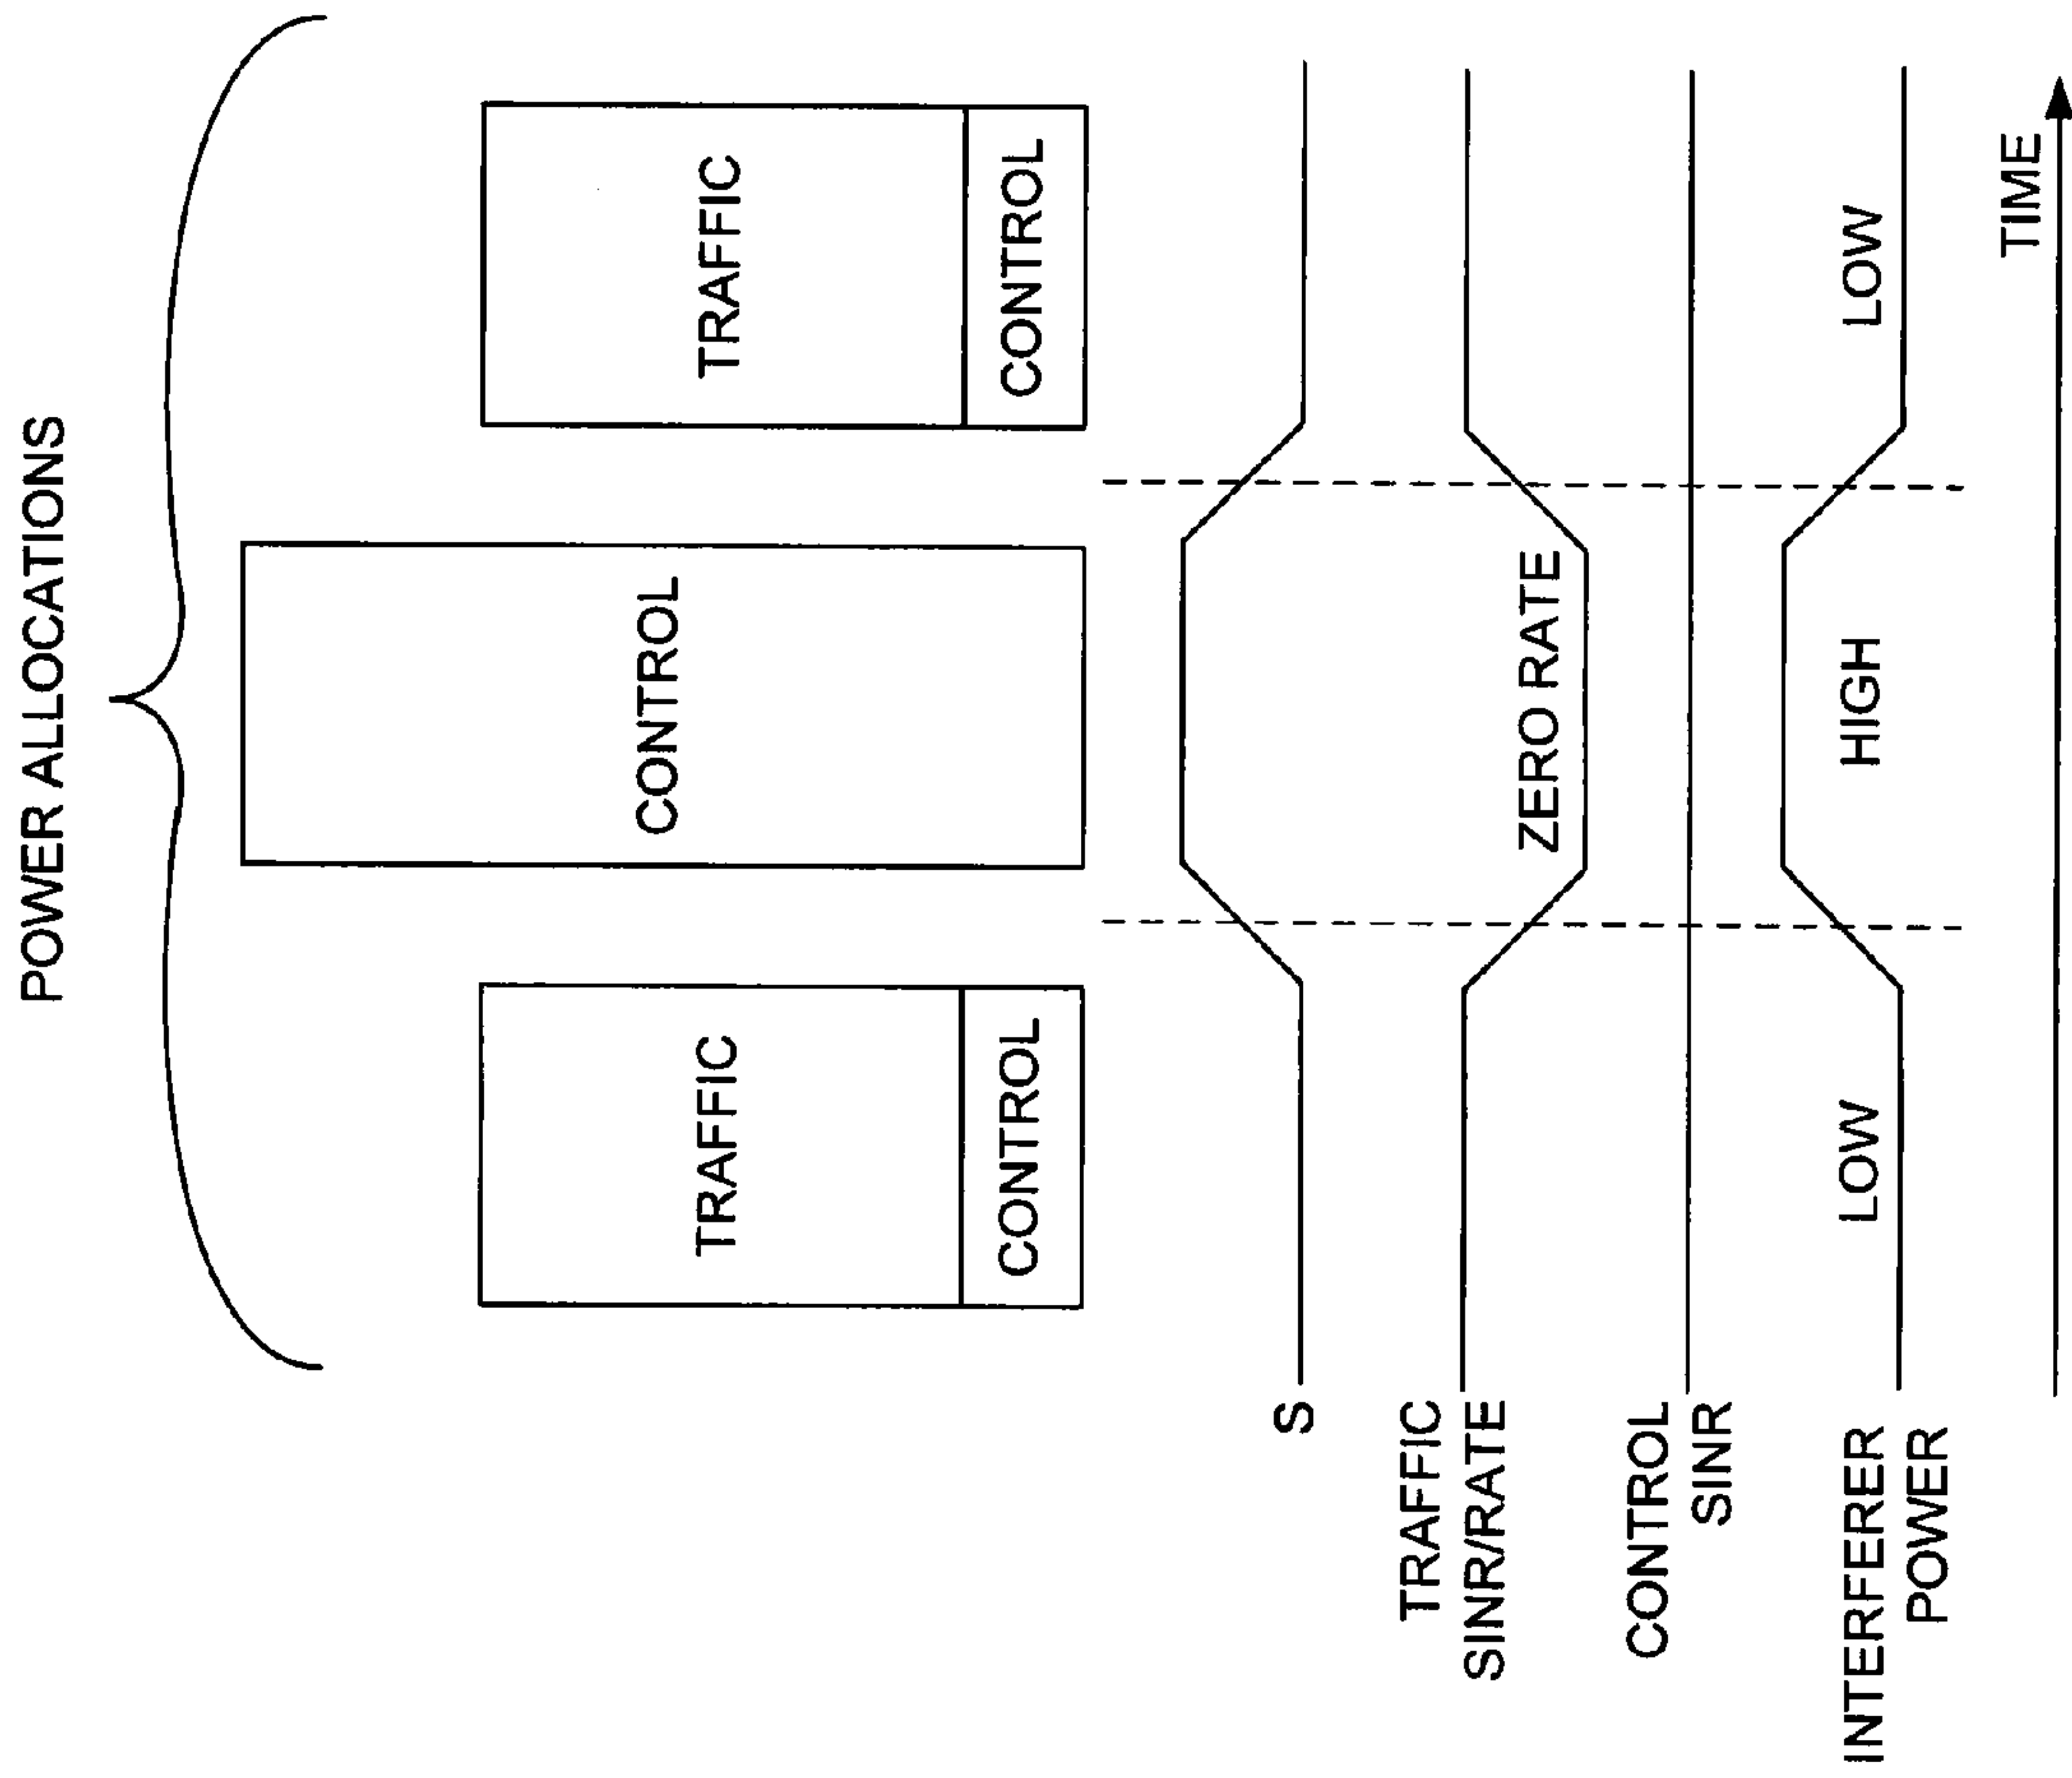 POWER ALLOCATIONS
TRAFFIC
CONTROL
CONTROL
TRAFFIC
CONTROL
S
TRAFFIC
SINR/RATE
ZERO RATE
CONTROL
SINR
INTERFERER
POWER
LOW
HIGH
LOW
TIME